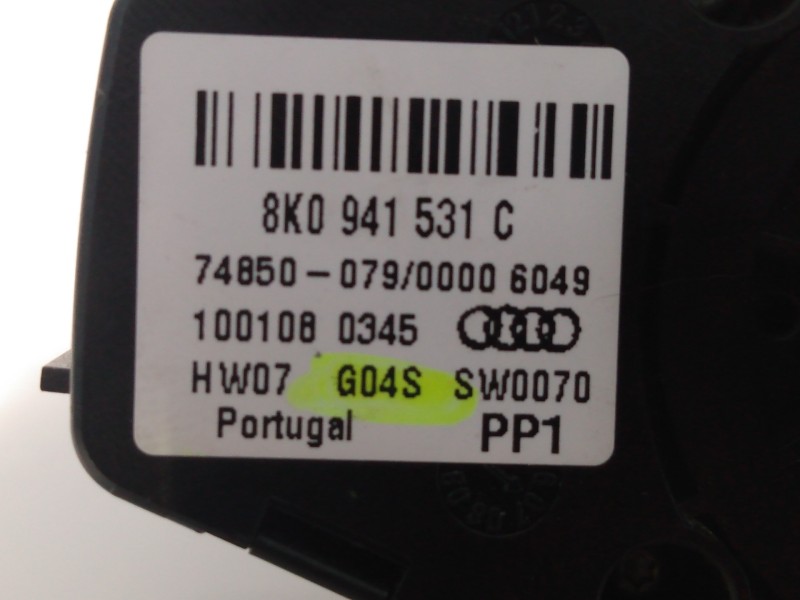 8K0 941 531 C
74850-079/0000 6049
100108 0345
HW07 G04S SW0070
Portugal PP1